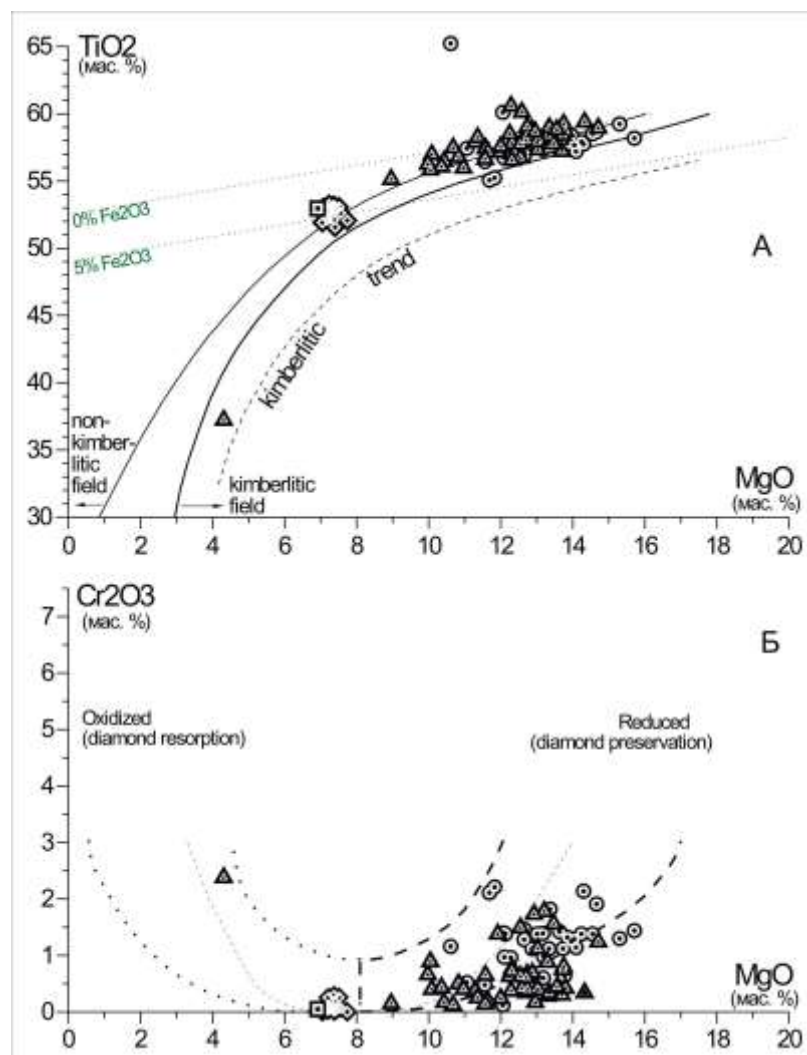 TiO2
(мас. %)
65
60
55
50
45
40
35
30
0% Fe2O3
5% Fe2O3
А
kimberlitic
trend
non-
kimber-
litic
field
kimberlitic
field
MgO
(мас. %)
0 2 4 6 8 10 12 14 16 18 20
Cr2O3
(мас. %)
7
6
5
4
3
2
1
0
Б
Oxidized
(diamond resorption)
Reduced
(diamond preservation)
MgO
(мас. %)
0 2 4 6 8 10 12 14 16 18 20